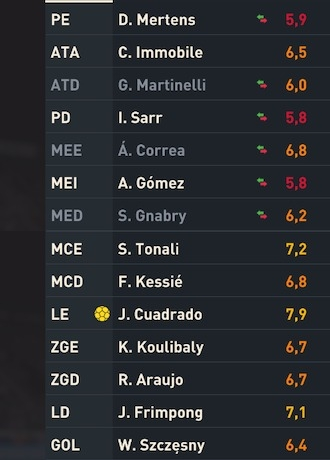 PE D. Mertens 5,9
ATA C. Immobile 6,5
ATD G. Martinelli 6,0
PD I. Sarr 5,8
MEE Á. Correa 6,8
MEI A. Gómez 5,8
MED S. Gnabry 6,2
MCE S. Tonali 7,2
MCD F. Kessié 6,8
LE J. Cuadrado 7,9
ZGE K. Koulibaly 6,7
ZGD R. Araujo 6,7
LD J. Frimpong 7,1
GOL W. Szczęsny 6,4